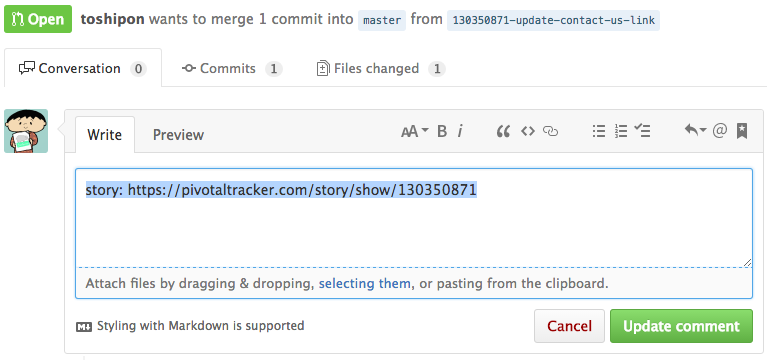 Open toshipon wants to merge 1 commit into master from 130350871-update-contact-us-link
Conversation 0 Commits 1 Files changed 1
Write Preview AA B i
story: https://pivotaltracker.com/story/show/130350871
Attach files by dragging & dropping, selecting them, or pasting from the clipboard.
Styling with Markdown is supported Cancel Update comment